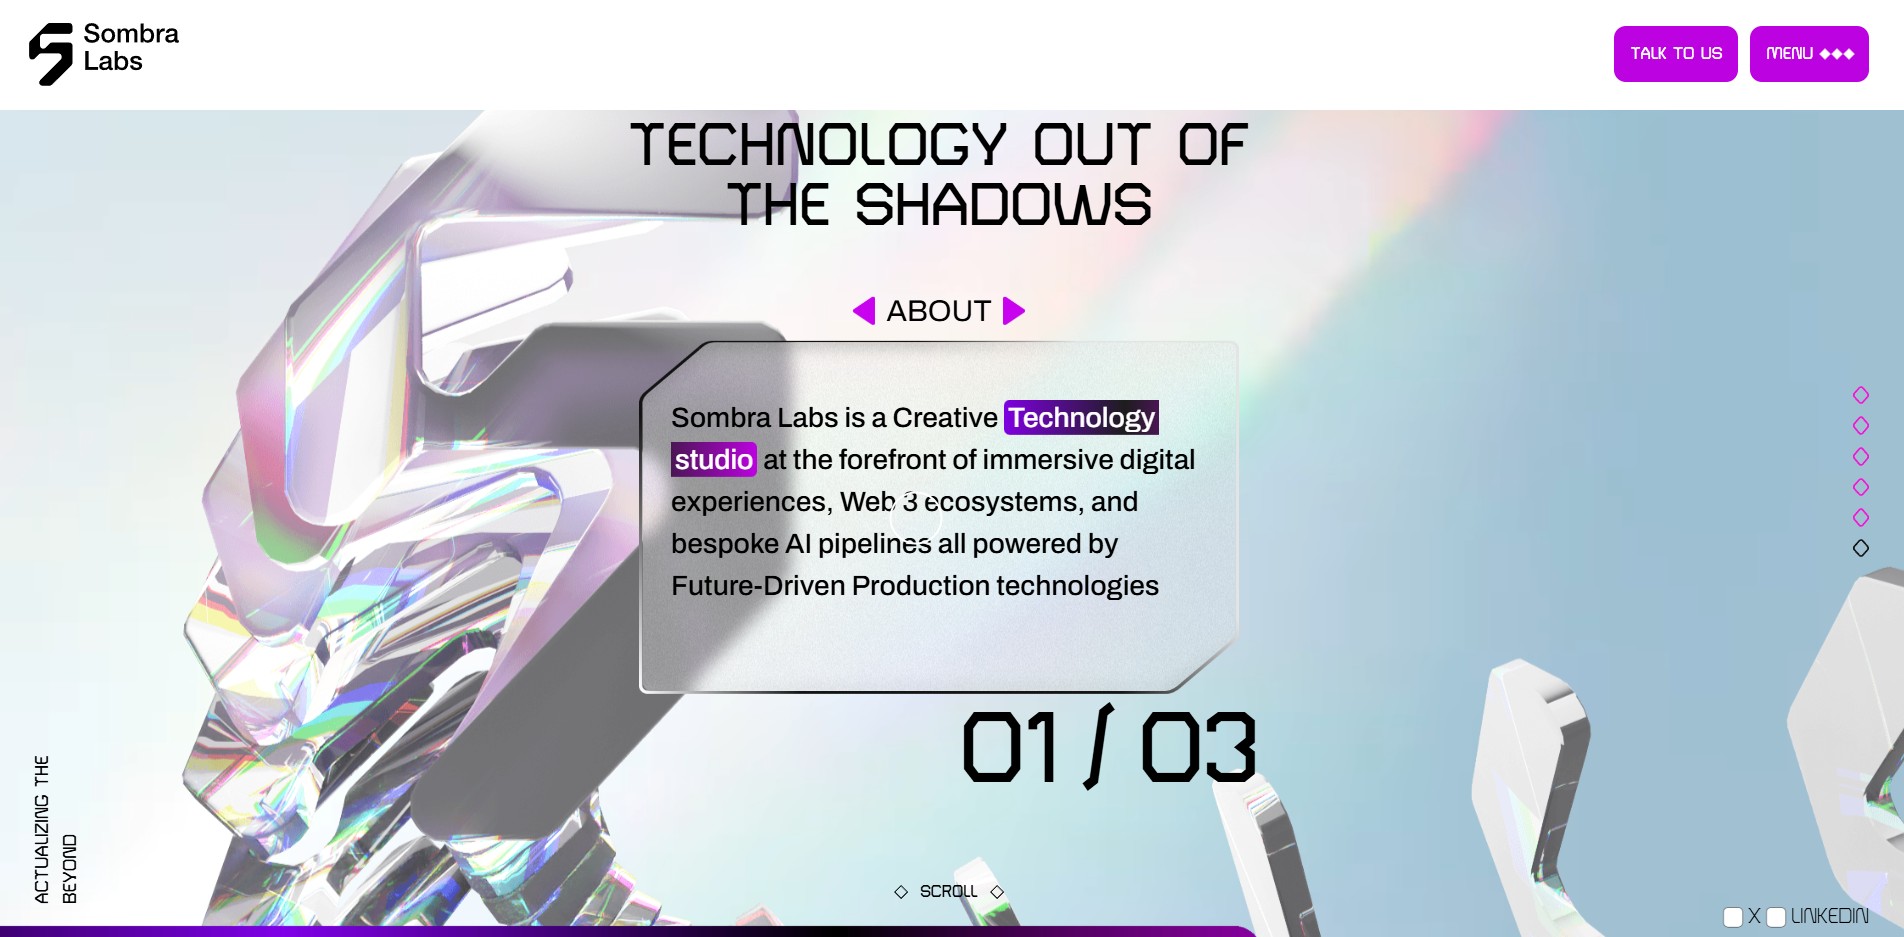 Sombra
Labs
TALK TO US
MENU
TECHNOLOGY OUT OF
THE SHADOWS
ABOUT
Sombra Labs is a Creative Technology
studio at the forefront of immersive digital
experiences, Web 3 ecosystems, and
bespoke AI pipelines all powered by
Future-Driven Production technologies
01 / 03
ACTUALIZING THE
BEYOND
SCROLL
X LINKEDIN